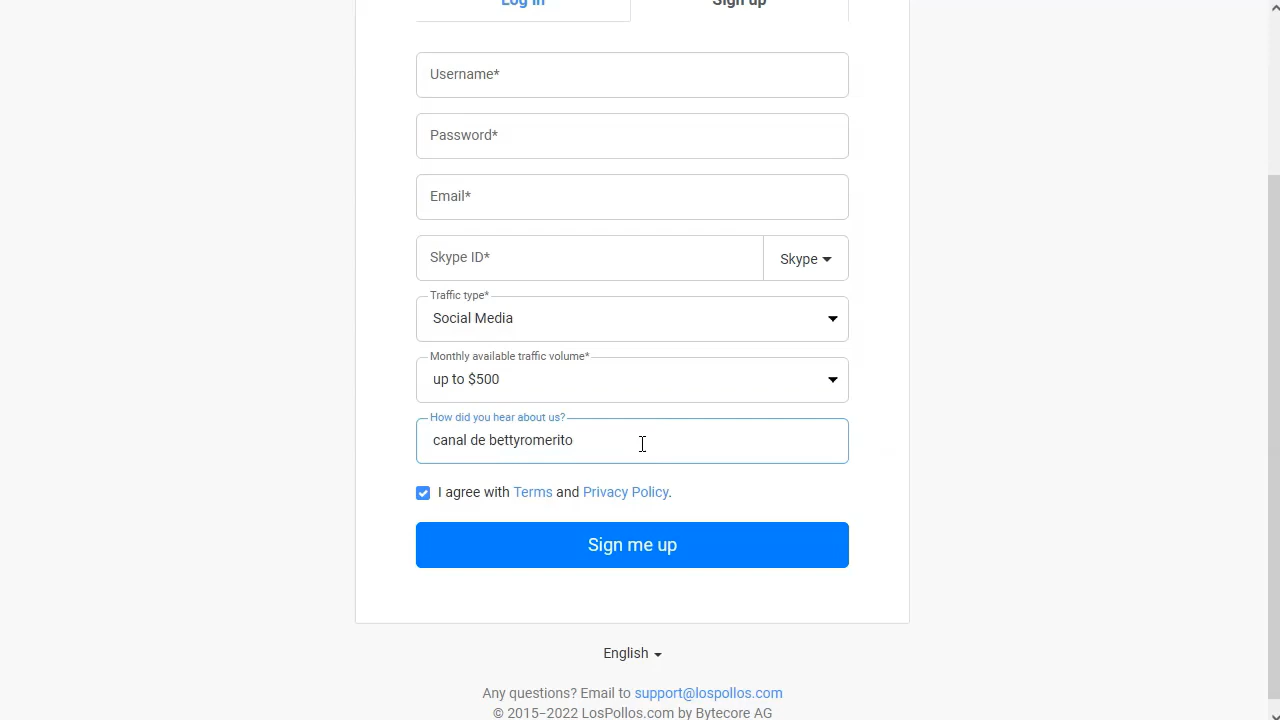 Log in
Sign up
Username*
Password*
Email*
Skype ID*
Skype
Traffic type*
Social Media
Monthly available traffic volume*
up to $500
How did you hear about us?
canal de bettyromerito
I agree with Terms and Privacy Policy.
Sign me up
English
Any questions? Email to support@lospollos.com
© 2015–2022 LosPollos.com by Bytecore AG